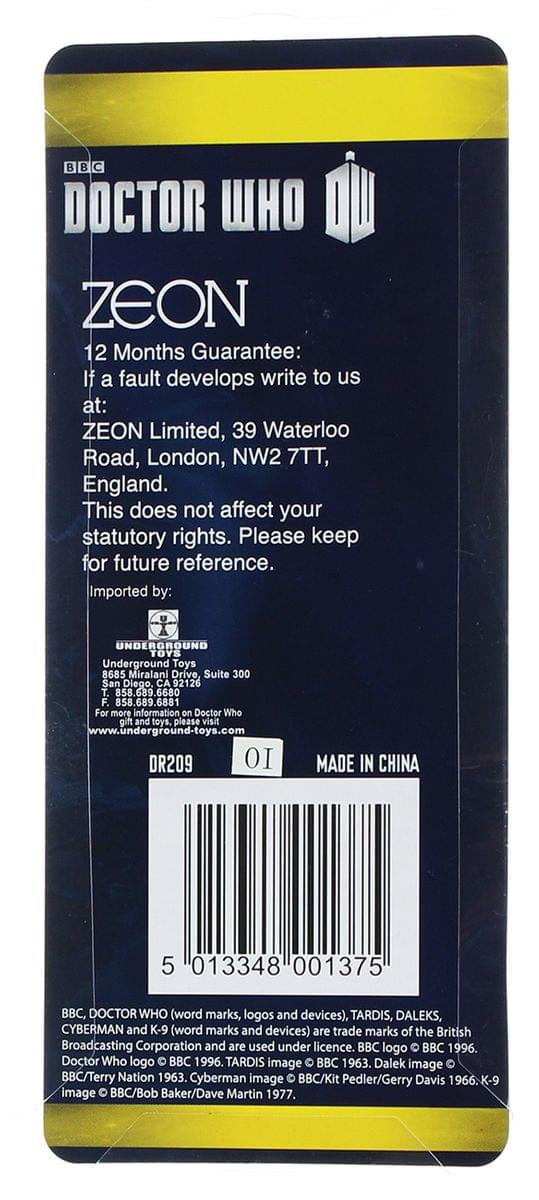 BBC
DOCTOR WHO DW
ZEON
12 Months Guarantee:
If a fault develops write to us
at:
ZEON Limited, 39 Waterloo
Road, London, NW2 7TT,
England.
This does not affect your
statutory rights. Please keep
for future reference.
Imported by:
UNDERGROUND
TOYS
Underground Toys
8685 Miralani Drive, Suite 300
San Diego, CA 92126
T. 858.689.6680
F. 858.689.6881
For more information on Doctor Who
gift and toys, please visit
www.underground-toys.com
DR209 01 MADE IN CHINA
5 013348 001375
BBC, DOCTOR WHO (word marks, logos and devices), TARDIS, DALEKS,
CYBERMAN and K-9 (word marks and devices) are trade marks of the British
Broadcasting Corporation and are used under licence. BBC logo © BBC 1996.
Doctor Who logo © BBC 1996. TARDIS image © BBC 1963. Dalek image ©
BBC/Terry Nation 1963. Cyberman image © BBC/Kit Pedler/Gerry Davis 1966. K-9
image © BBC/Bob Baker/Dave Martin 1977.